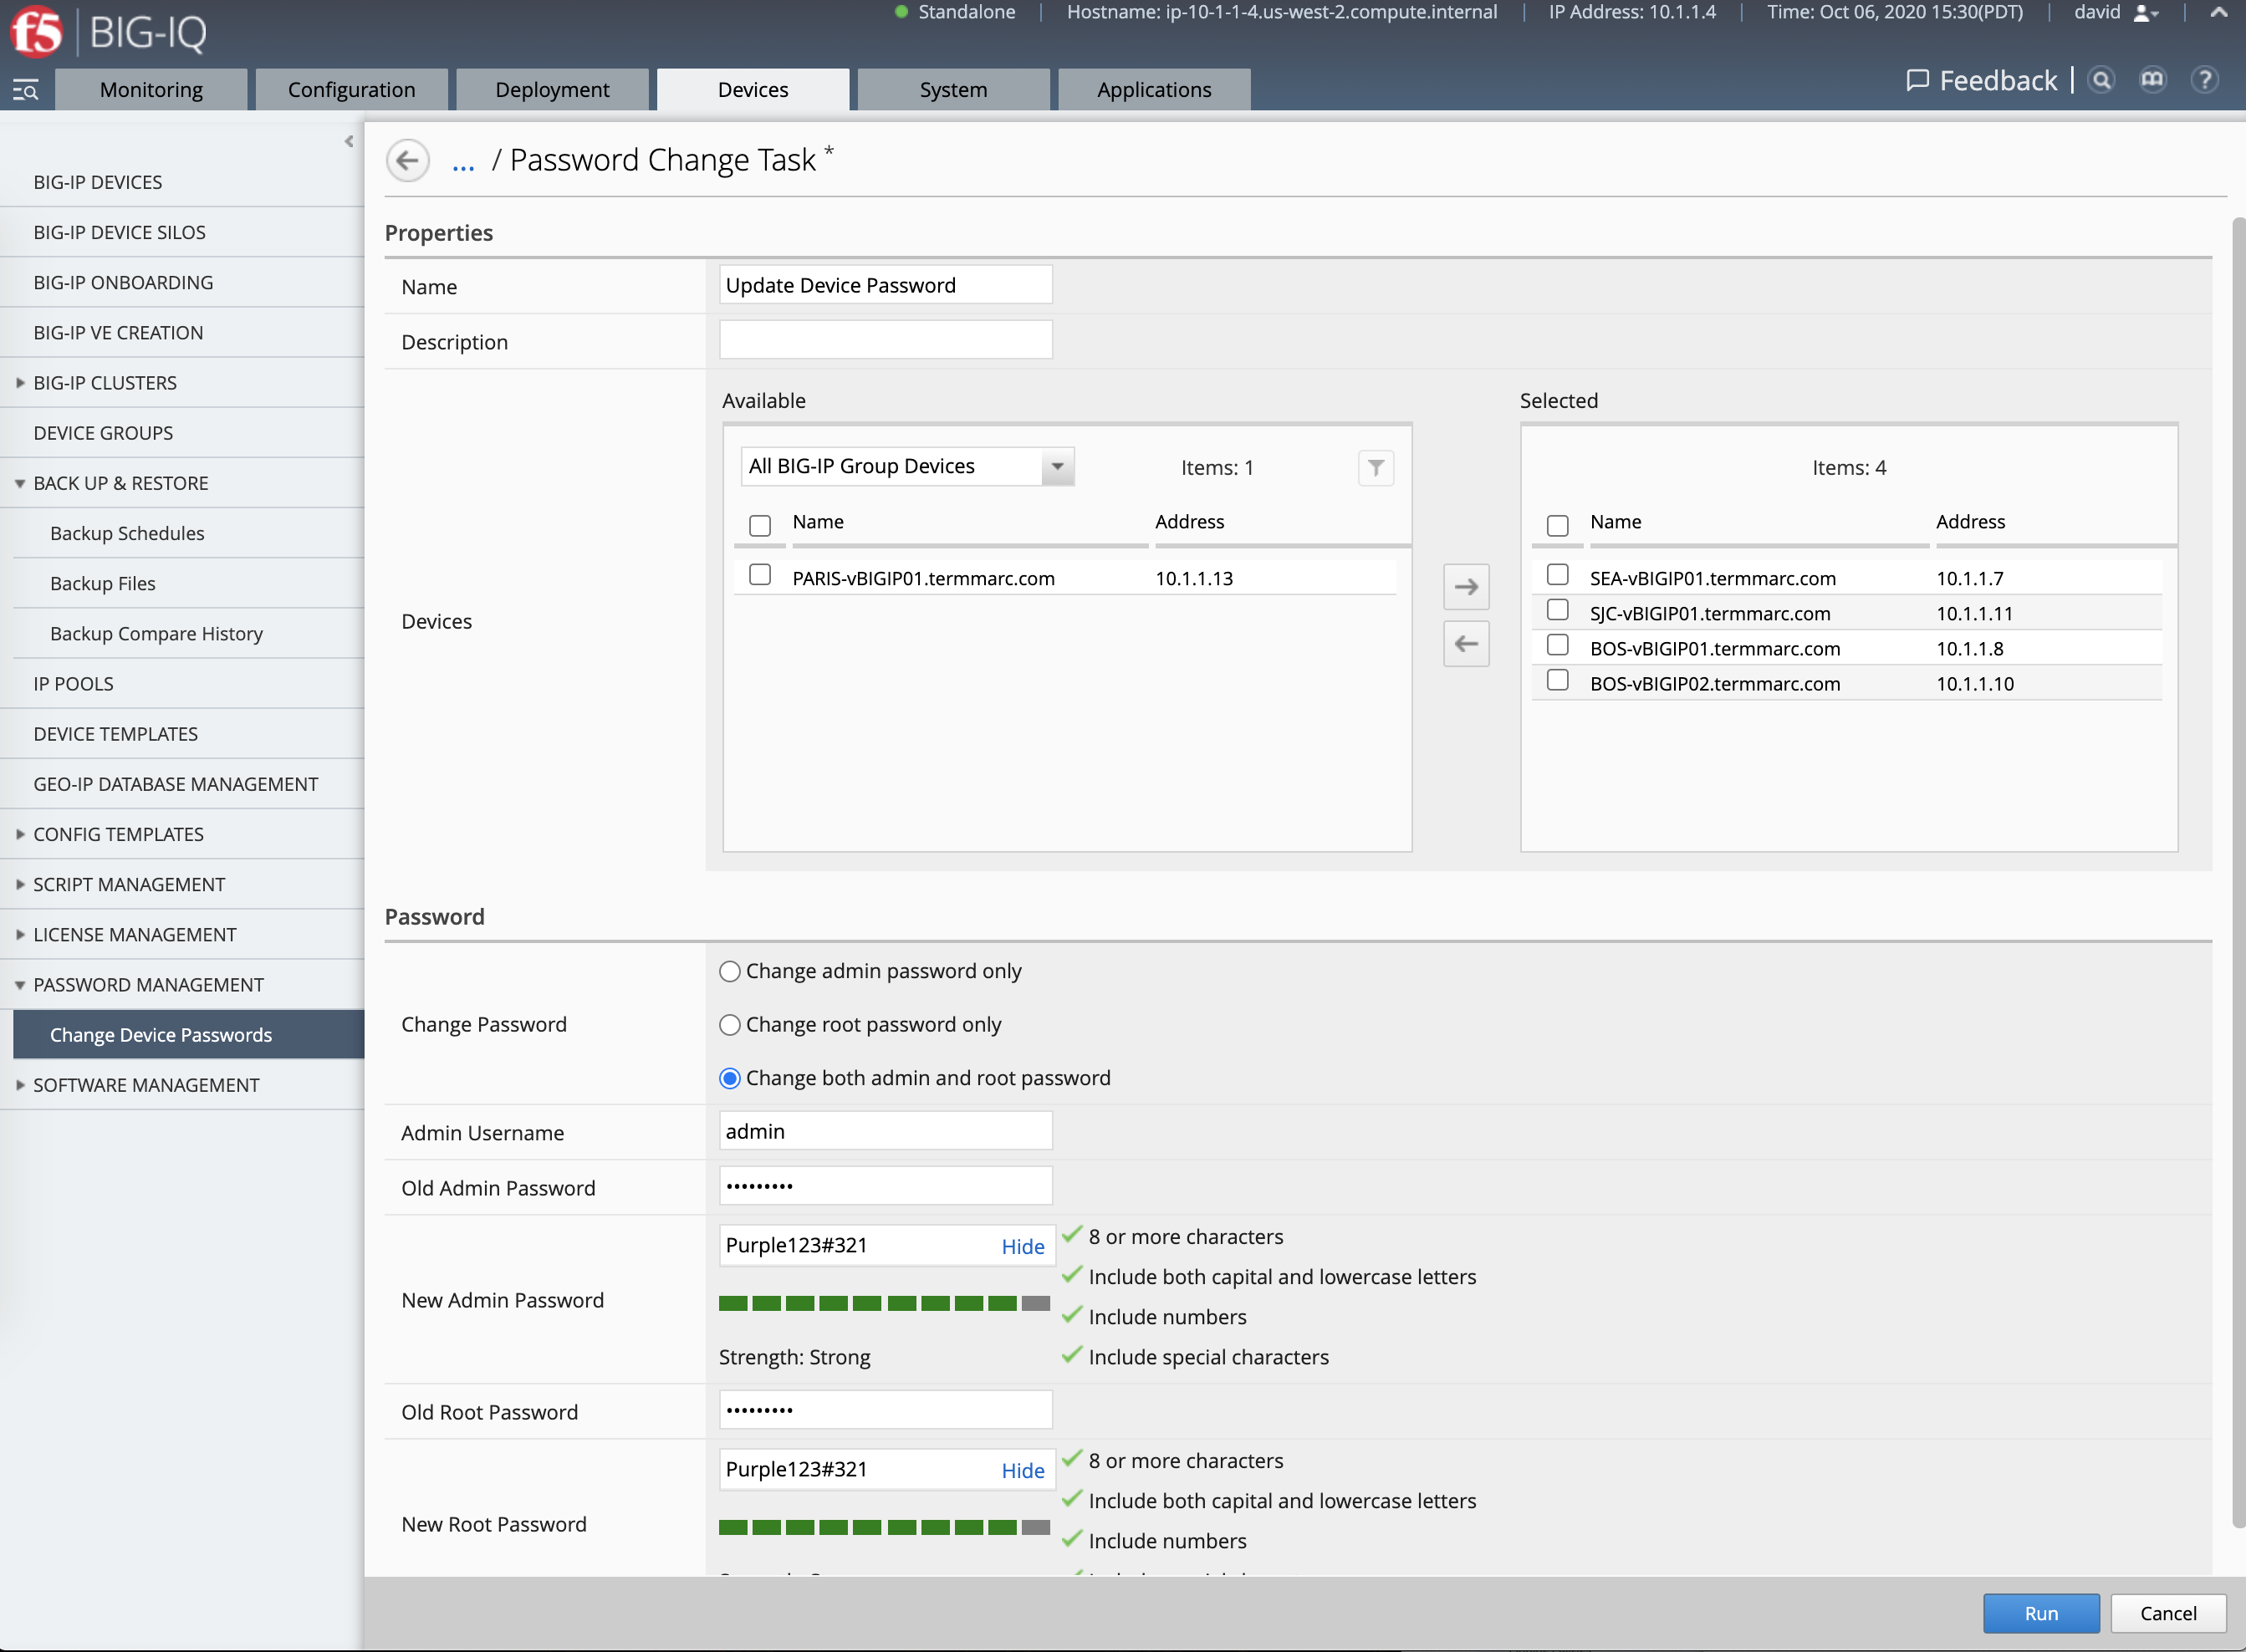 f5 BIG-IQ
Standalone
Hostname: ip-10-1-1-4.us-west-2.compute.internal
IP Address: 10.1.1.4
Time: Oct 06, 2020 15:30(PDT)
david
Monitoring
Configuration
Deployment
Devices
System
Applications
Feedback
BIG-IP DEVICES
BIG-IP DEVICE SILOS
BIG-IP ONBOARDING
BIG-IP VE CREATION
BIG-IP CLUSTERS
DEVICE GROUPS
BACK UP & RESTORE
Backup Schedules
Backup Files
Backup Compare History
IP POOLS
DEVICE TEMPLATES
GEO-IP DATABASE MANAGEMENT
CONFIG TEMPLATES
SCRIPT MANAGEMENT
LICENSE MANAGEMENT
PASSWORD MANAGEMENT
Change Device Passwords
SOFTWARE MANAGEMENT
... / Password Change Task *
Properties
Name
Update Device Password
Description
Devices
Available
All BIG-IP Group Devices
Items: 1
Name Address
PARIS-vBIGIP01.termmarc.com 10.1.1.13
Selected
Items: 4
Name Address
SEA-vBIGIP01.termmarc.com 10.1.1.7
SJC-vBIGIP01.termmarc.com 10.1.1.11
BOS-vBIGIP01.termmarc.com 10.1.1.8
BOS-vBIGIP02.termmarc.com 10.1.1.10
Password
Change Password
Change admin password only
Change root password only
Change both admin and root password
Admin Username
admin
Old Admin Password
•••••••••
New Admin Password
Purple123#321 Hide
Strength: Strong
8 or more characters
Include both capital and lowercase letters
Include numbers
Include special characters
Old Root Password
•••••••••
New Root Password
Purple123#321 Hide
8 or more characters
Include both capital and lowercase letters
Include numbers
Run
Cancel